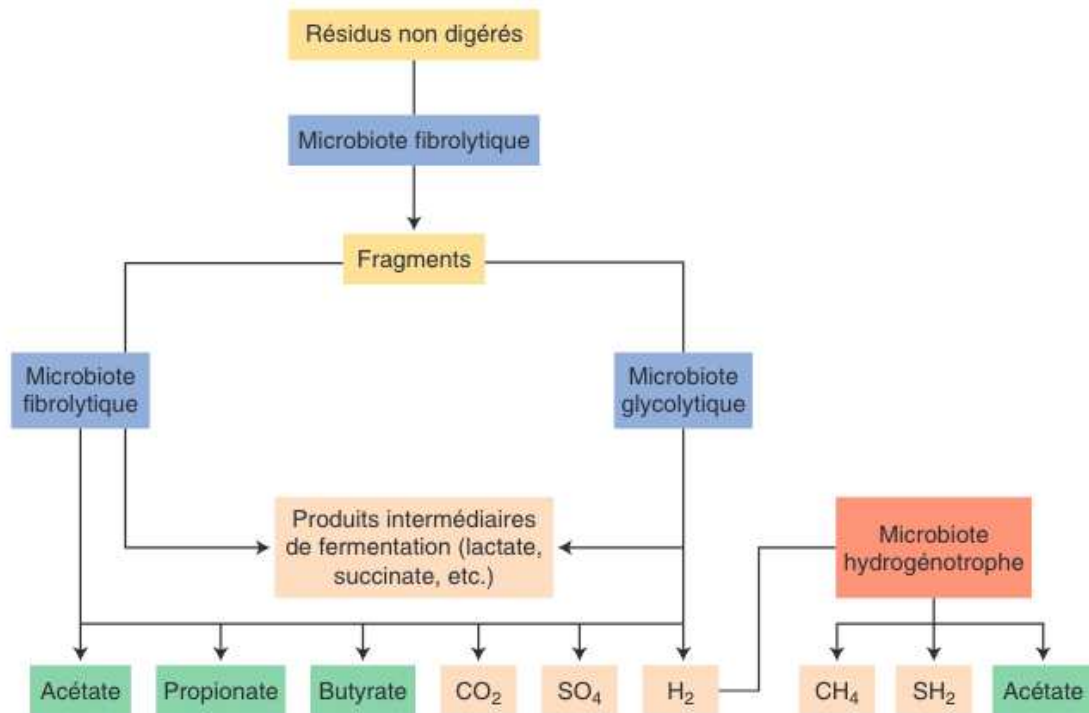 Résidus non digérés
Microbiote fibrolytique
Fragments
Microbiote
fibrolytique
Microbiote
glycolytique
Produits intermédiaires
de fermentation (lactate,
succinate, etc.)
Microbiote
hydrogénotrophe
Acétate
Propionate
Butyrate
CO₂
SO₄
H₂
CH₄
SH₂
Acétate